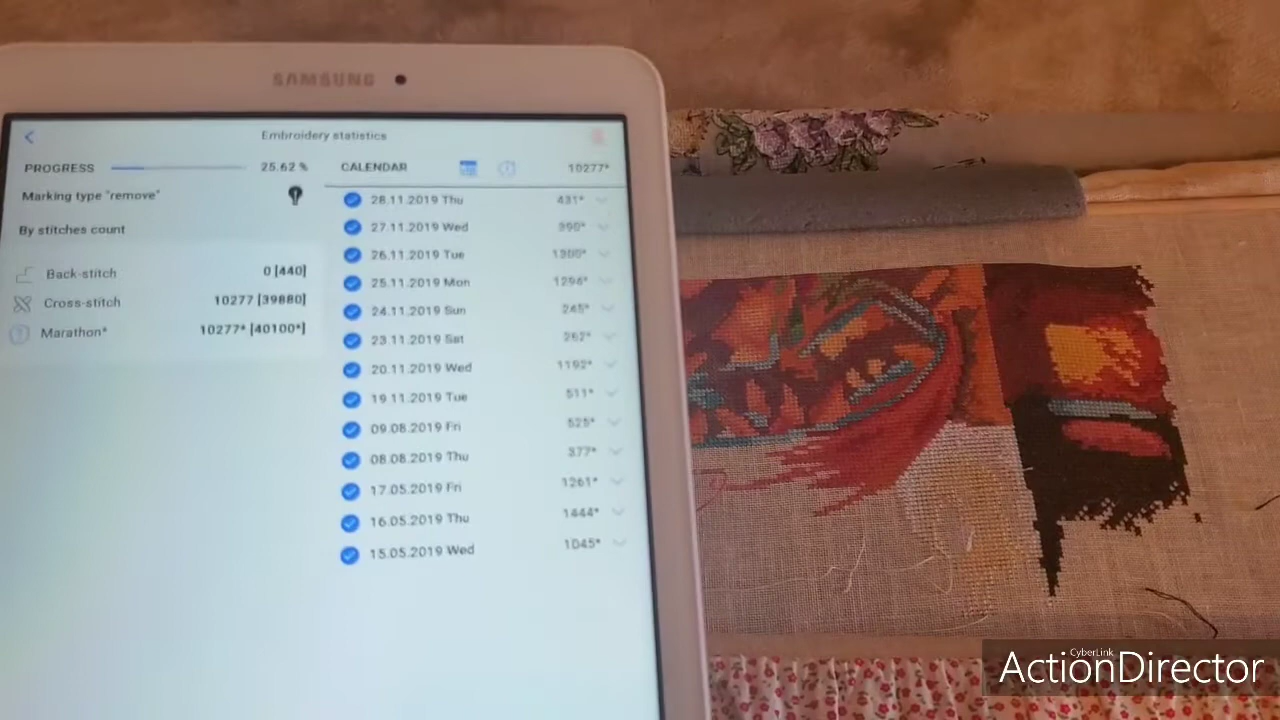 SAMSUNG
Embroidery statistics
PROGRESS 25.62 % CALENDAR 10277*
Marking type "remove"
By stitches count
Back-stitch 0 [440]
Cross-stitch 10277 [39880]
Marathon* 10277* [40100*]
28.11.2019 Thu 431*
27.11.2019 Wed
26.11.2019 Tue
25.11.2019 Mon
24.11.2019 Sun 245*
23.11.2019 Sat 262*
20.11.2019 Wed 1192*
19.11.2019 Tue 511*
09.08.2019 Fri 525*
08.08.2019 Thu 377*
17.05.2019 Fri 1261*
16.05.2019 Thu 1444*
15.05.2019 Wed 1045*
CyberLink
ActionDirector